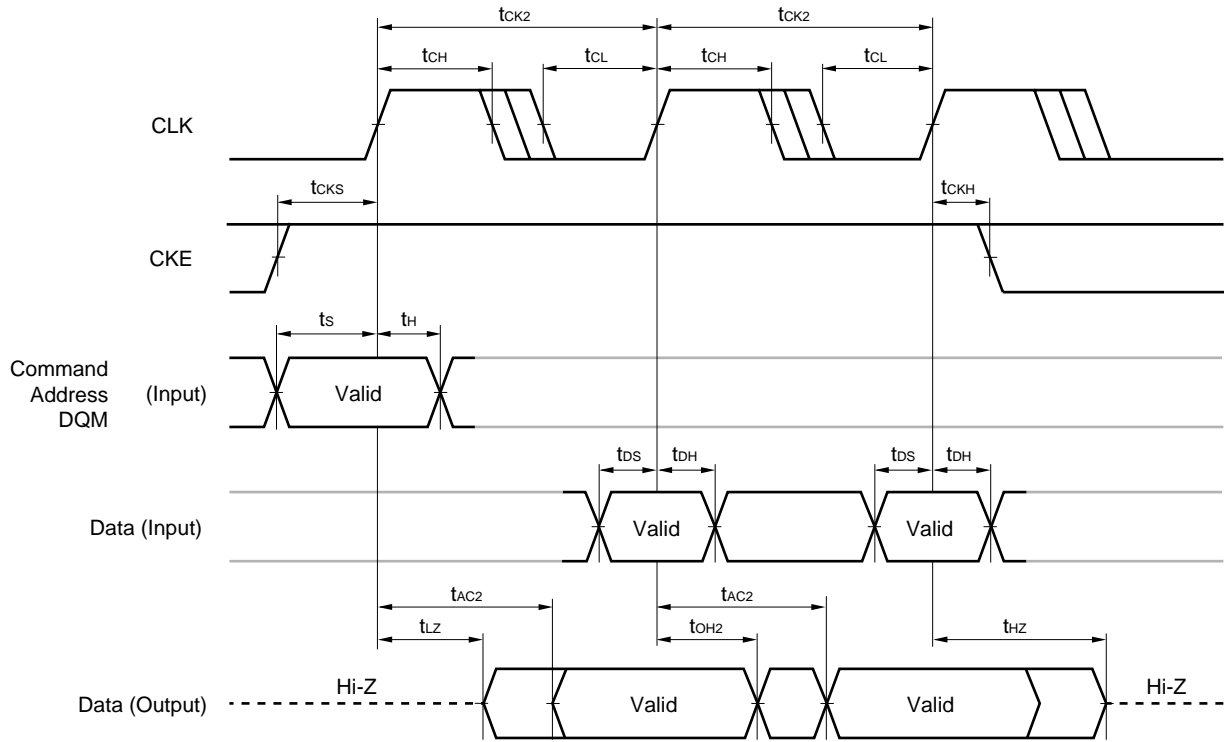 tCK2 tCK2
tCH tCL tCH tCL
CLK
tCKS tCKH
CKE
tS tH
Command
Address (Input) Valid
DQM
tDS tDH tDS tDH
Data (Input) Valid Valid
tAC2 tAC2
tLZ tOH2 tHZ
Hi-Z Hi-Z
Data (Output) Valid Valid